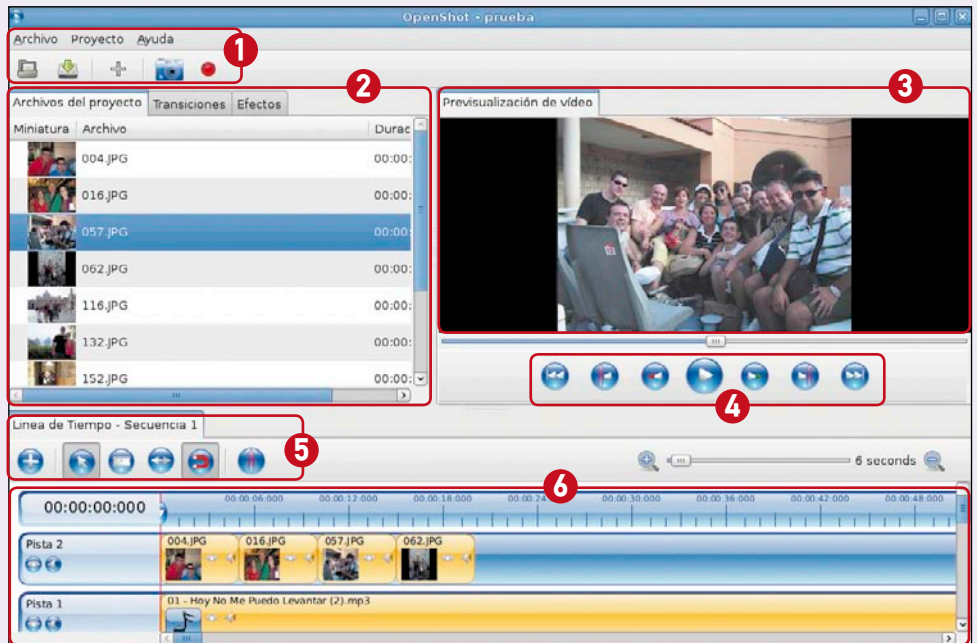 OpenShot - prueba
Archivo Proyecto Ayuda
1
2
3
Archivos del proyecto Transiciones Efectos
Previsualización de vídeo
Miniatura Archivo Durac
004.JPG 00:00:
016.JPG 00:00:
057.JPG 00:00:
062.JPG 00:00:
116.JPG 00:00:
132.JPG 00:00:
152.JPG 00:00:
4
Linea de Tiempo - Secuencia 1
5
6 seconds
6
00:00:00:000
00:00:06:000 00:00:12:000 00:00:18:000 00:00:24 00:00:30:000 00:00:36:000 00:00:42:000 00:00:48:000
Pista 2
004.JPG 016.JPG 057.JPG 062.JPG
Pista 1
01 - Hoy No Me Puedo Levantar (2).mp3